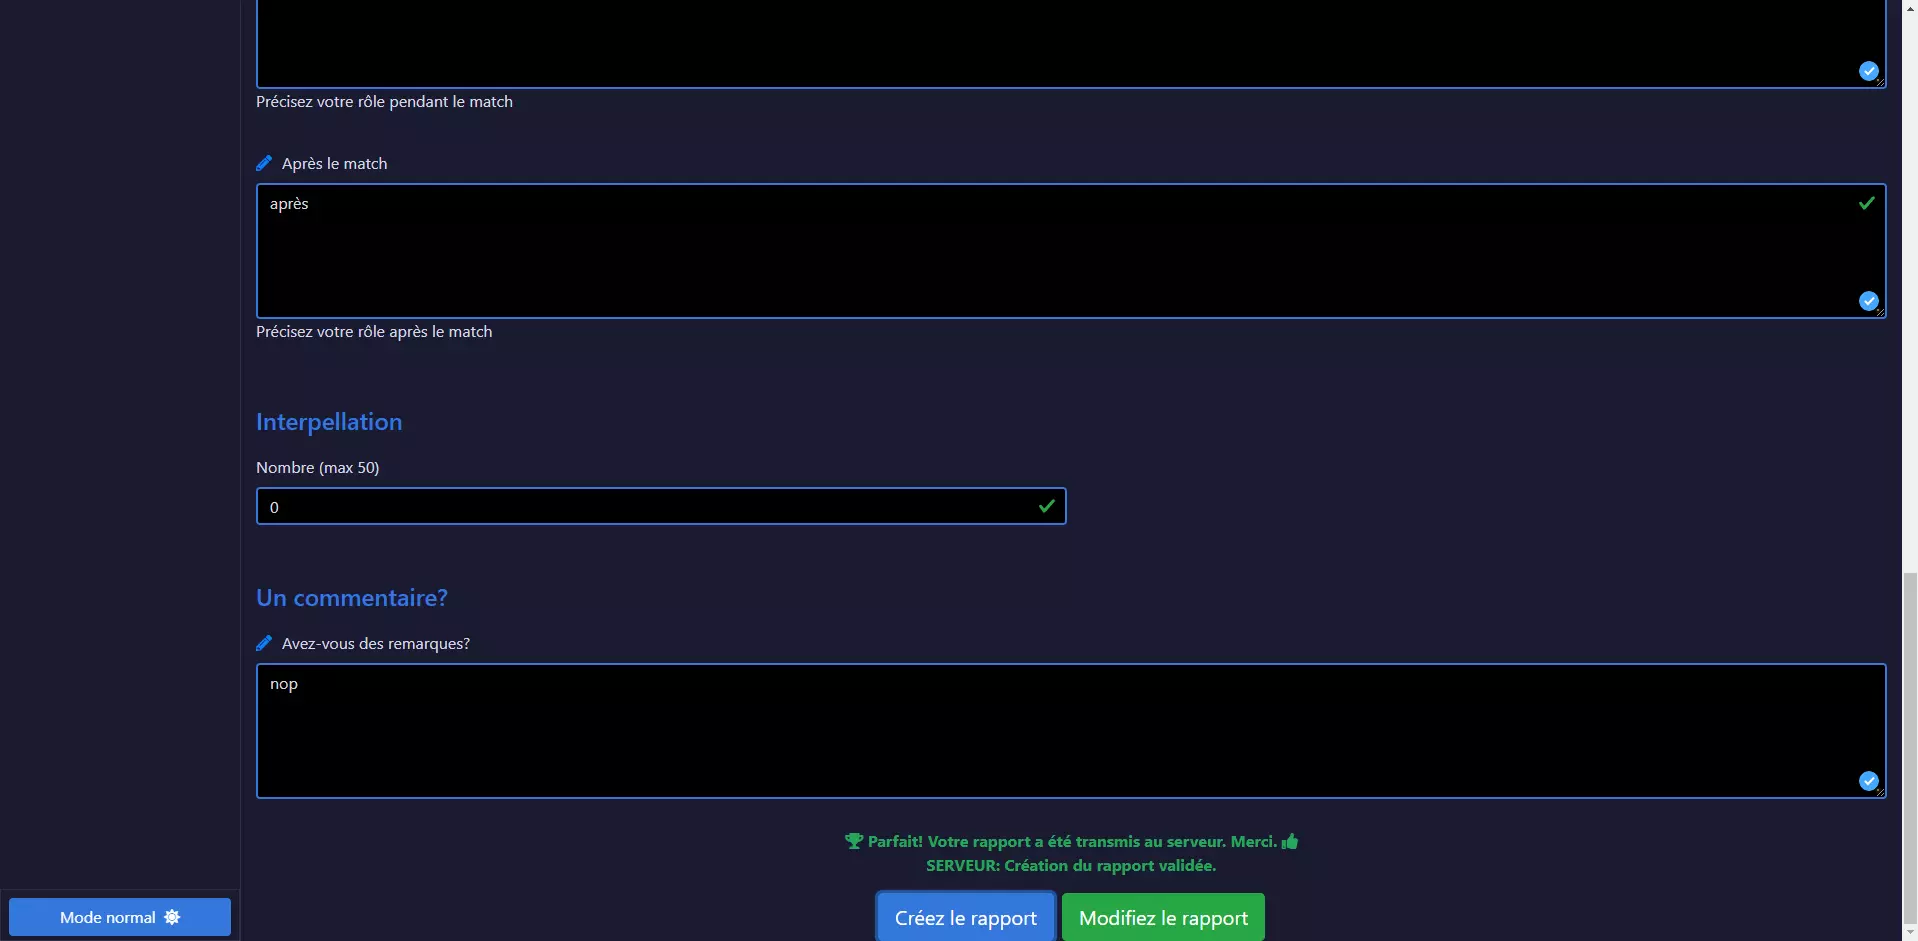 Précisez votre rôle pendant le match
Après le match
après
Précisez votre rôle après le match
Interpellation
Nombre (max 50)
0
Un commentaire?
Avez-vous des remarques?
nop
Parfait! Votre rapport a été transmis au serveur. Merci.
SERVEUR: Création du rapport validée.
Mode normal
Créez le rapport
Modifiez le rapport